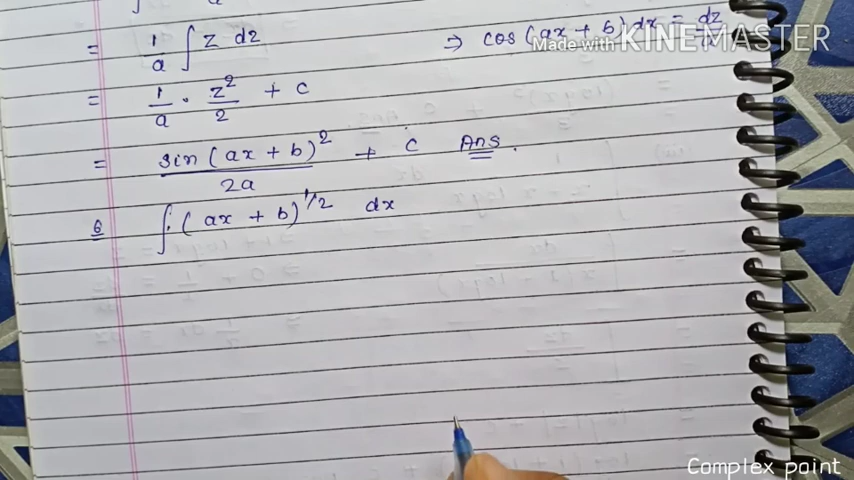 = 1/a ∫ z dz ⇒ cos(ax + b) dx = dz/a
= 1/a · z²/2 + c
= sin(ax + b)²/2a + c Ans.
6 ∫ (ax + b)^1/2 dx
Made with KINEMASTER
Complex point